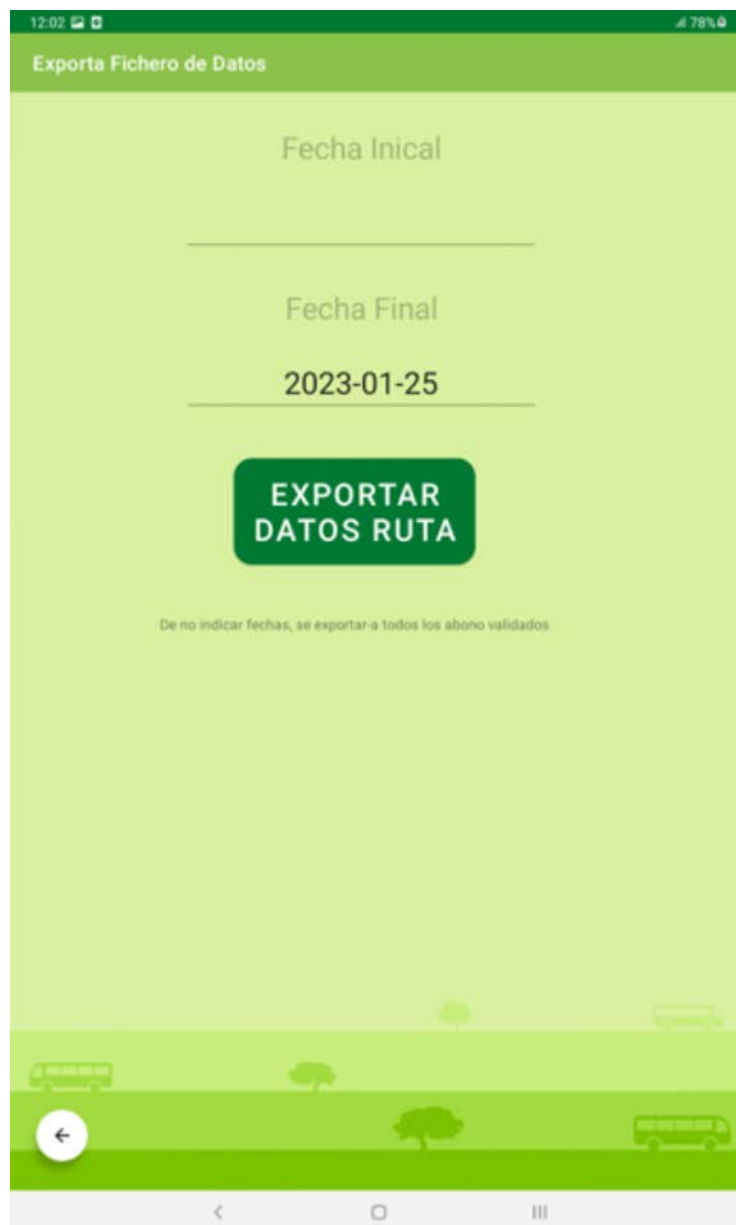 12:02
78%
Exporta Fichero de Datos
Fecha Inical
Fecha Final
2023-01-25
EXPORTAR
DATOS RUTA
De no indicar fechas, se exportar-a todos los abono validados